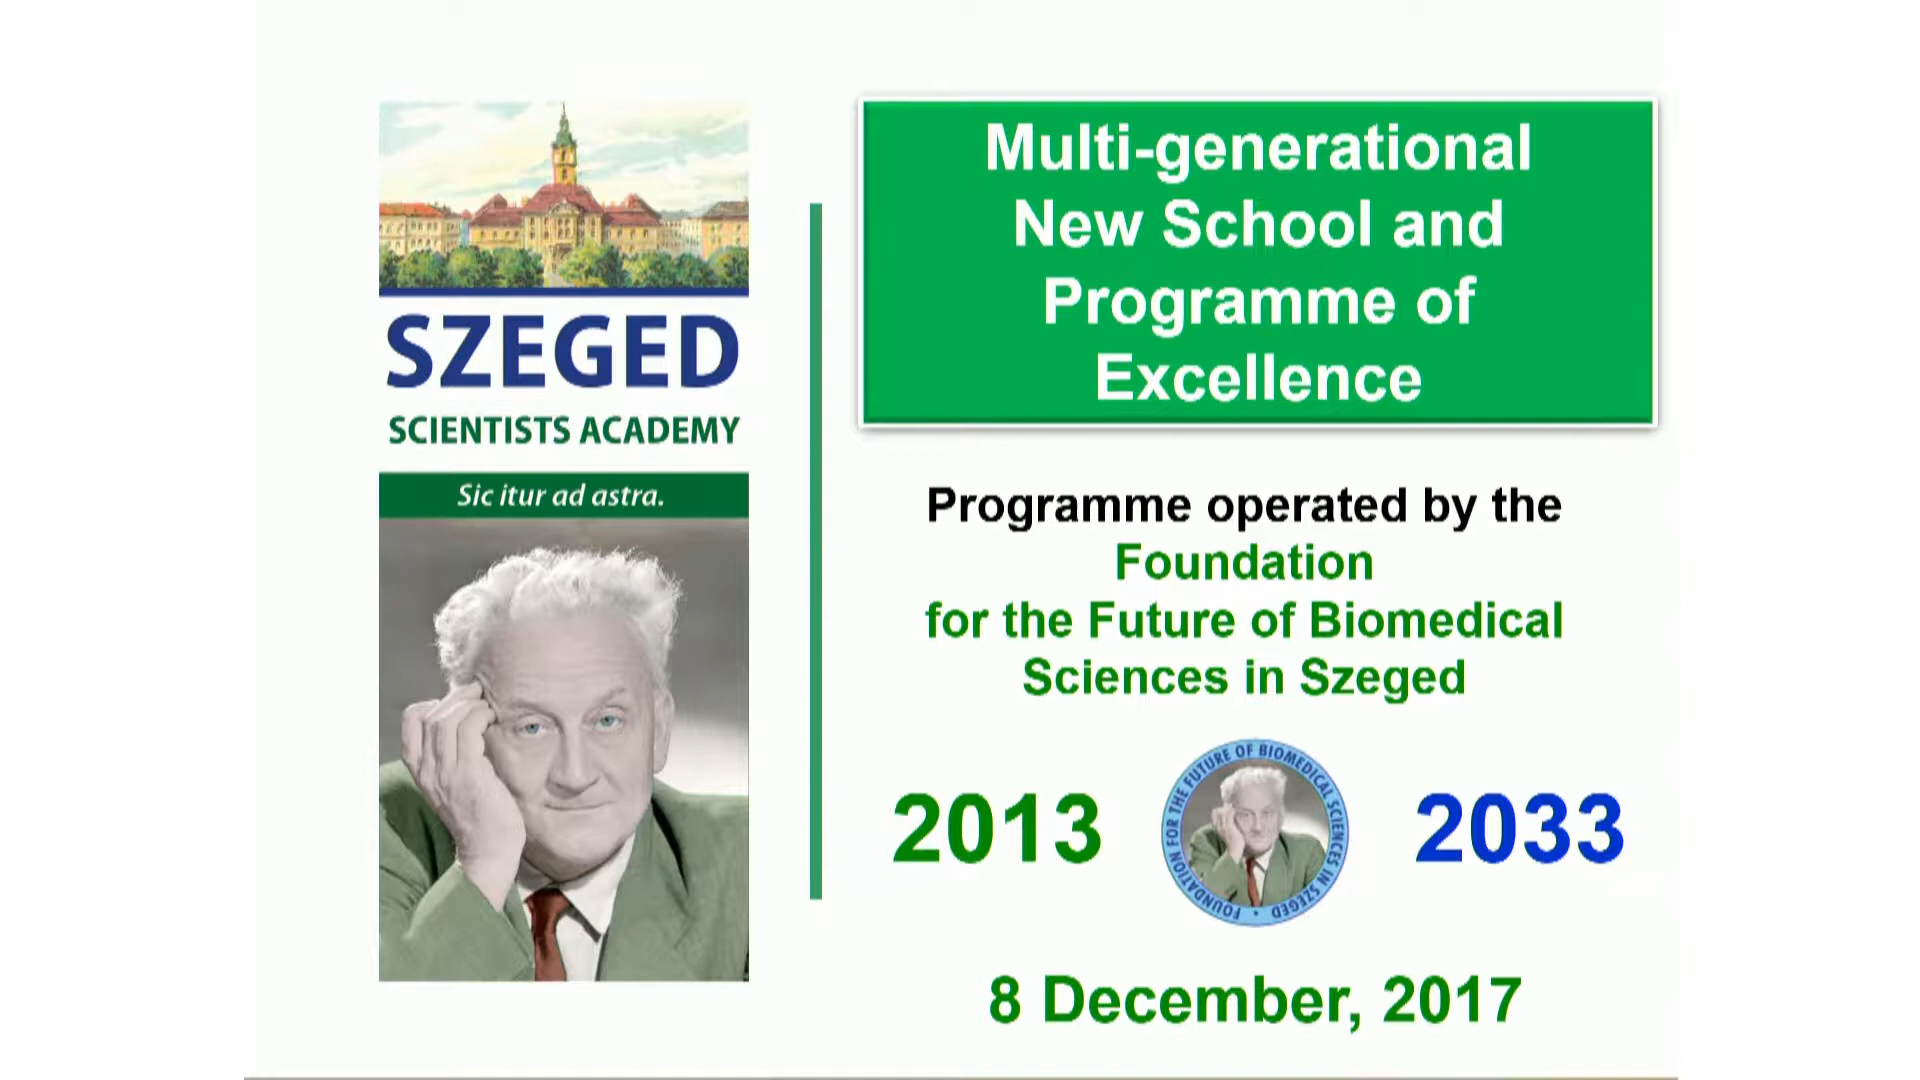 SZEGED
SCIENTISTS ACADEMY
Sic itur ad astra.
Multi-generational
New School and
Programme of
Excellence
Programme operated by the
Foundation
for the Future of Biomedical
Sciences in Szeged
2013
FOUNDATION FOR THE FUTURE OF BIOMEDICAL SCIENCES IN SZEGED •
2033
8 December, 2017